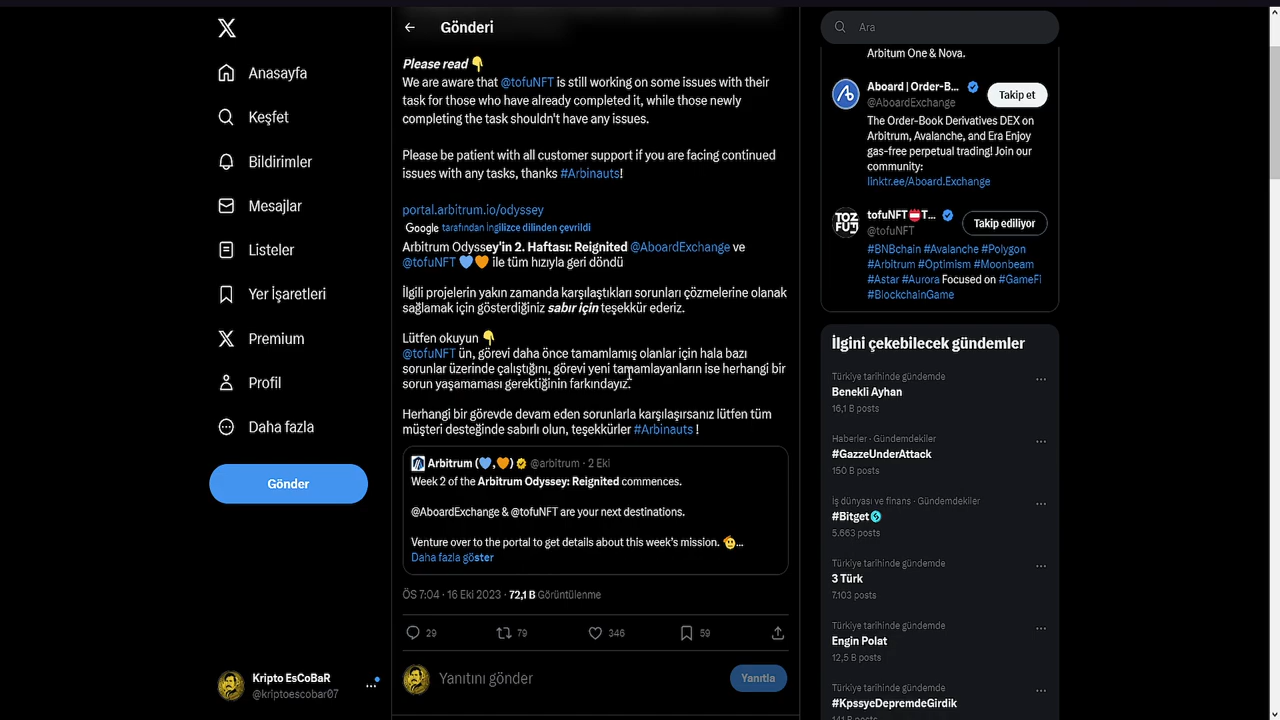 Anasayfa
Keşfet
Bildirimler
Mesajlar
Listeler
Yer İşaretleri
Premium
Profil
Daha fazla
Gönder
Kripto EsCoBaR
@kriptoescobar07
Gönderi
Please read 👇
We are aware that @tofuNFT is still working on some issues with their
task for those who have already completed it, while those newly
completing the task shouldn't have any issues.
Please be patient with all customer support if you are facing continued
issues with any tasks, thanks #Arbinauts!
portal.arbitrum.io/odyssey
Google tarafından İngilizce dilinden çevrildi
Arbitrum Odyssey'in 2. Haftası: Reignited @AboardExchange ve
@tofuNFT 💙🧡 ile tüm hızıyla geri döndü
İlgili projelerin yakın zamanda karşılaştıkları sorunları çözmelerine olanak
sağlamak için gösterdiğiniz sabır için teşekkür ederiz.
Lütfen okuyun 👇
@tofuNFT ün, görevi daha önce tamamlamış olanlar için hala bazı
sorunlar üzerinde çalıştığını, görevi yeni tamamlayanların ise herhangi bir
sorun yaşamaması gerektiğinin farkındayız.
Herhangi bir görevde devam eden sorunlarla karşılaşırsanız lütfen tüm
müşteri desteğinde sabırlı olun, teşekkürler #Arbinauts !
Arbitrum (💙,🧡) @arbitrum · 2 Eki
Week 2 of the Arbitrum Odyssey: Reignited commences.
@AboardExchange & @tofuNFT are your next destinations.
Venture over to the portal to get details about this week's mission. 🫡...
Daha fazla göster
ÖS 7:04 · 16 Eki 2023 · 72,1 B Görüntülenme
29 79 346 59
Yanıtını gönder
Yanıtla
Ara
Arbitum One & Nova.
Aboard | Order-B...
@AboardExchange
Takip et
The Order-Book Derivatives DEX on
Arbitrum, Avalanche, and Era Enjoy
gas-free perpetual trading! Join our
community:
linktr.ee/Aboard.Exchange
TOZ
FUJ
tofuNFT T...
@tofuNFT
Takip ediliyor
#BNBchain #Avalanche #Polygon
#Arbitrum #Optimism #Moonbeam
#Astar #Aurora Focused on #GameFi
#BlockchainGame
İlgini çekebilecek gündemler
Türkiye tarihinde gündemde
Benekli Ayhan
16,1 B posts
Haberler · Gündemdekiler
#GazzeUnderAttack
150 B posts
İş dünyası ve finans · Gündemdekiler
#Bitget
5.663 posts
Türkiye tarihinde gündemde
3 Türk
7.103 posts
Türkiye tarihinde gündemde
Engin Polat
12,5 B posts
Türkiye tarihinde gündemde
#KpssyeDepremdeGirdik